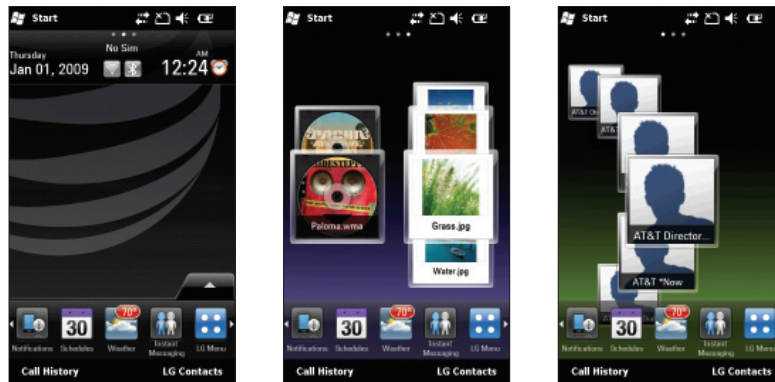 Start
No Sim
Thursday
AM
Jan 01, 2009
12:24
30
70°
Notifications
Schedules
Weather
Instant
Messaging
LG Menu
Call History
LG Contacts
Start
Paloma.wma
Grass.jpg
Water.jpg
30
70°
Notifications
Schedules
Weather
Instant
Messaging
LG Menu
Call History
LG Contacts
Start
AT&T
AT&T
AT&T Director...
AT&T *Now
30
70°
Notifications
Schedules
Weather
Instant
Messaging
LG Menu
Call History
LG Contacts